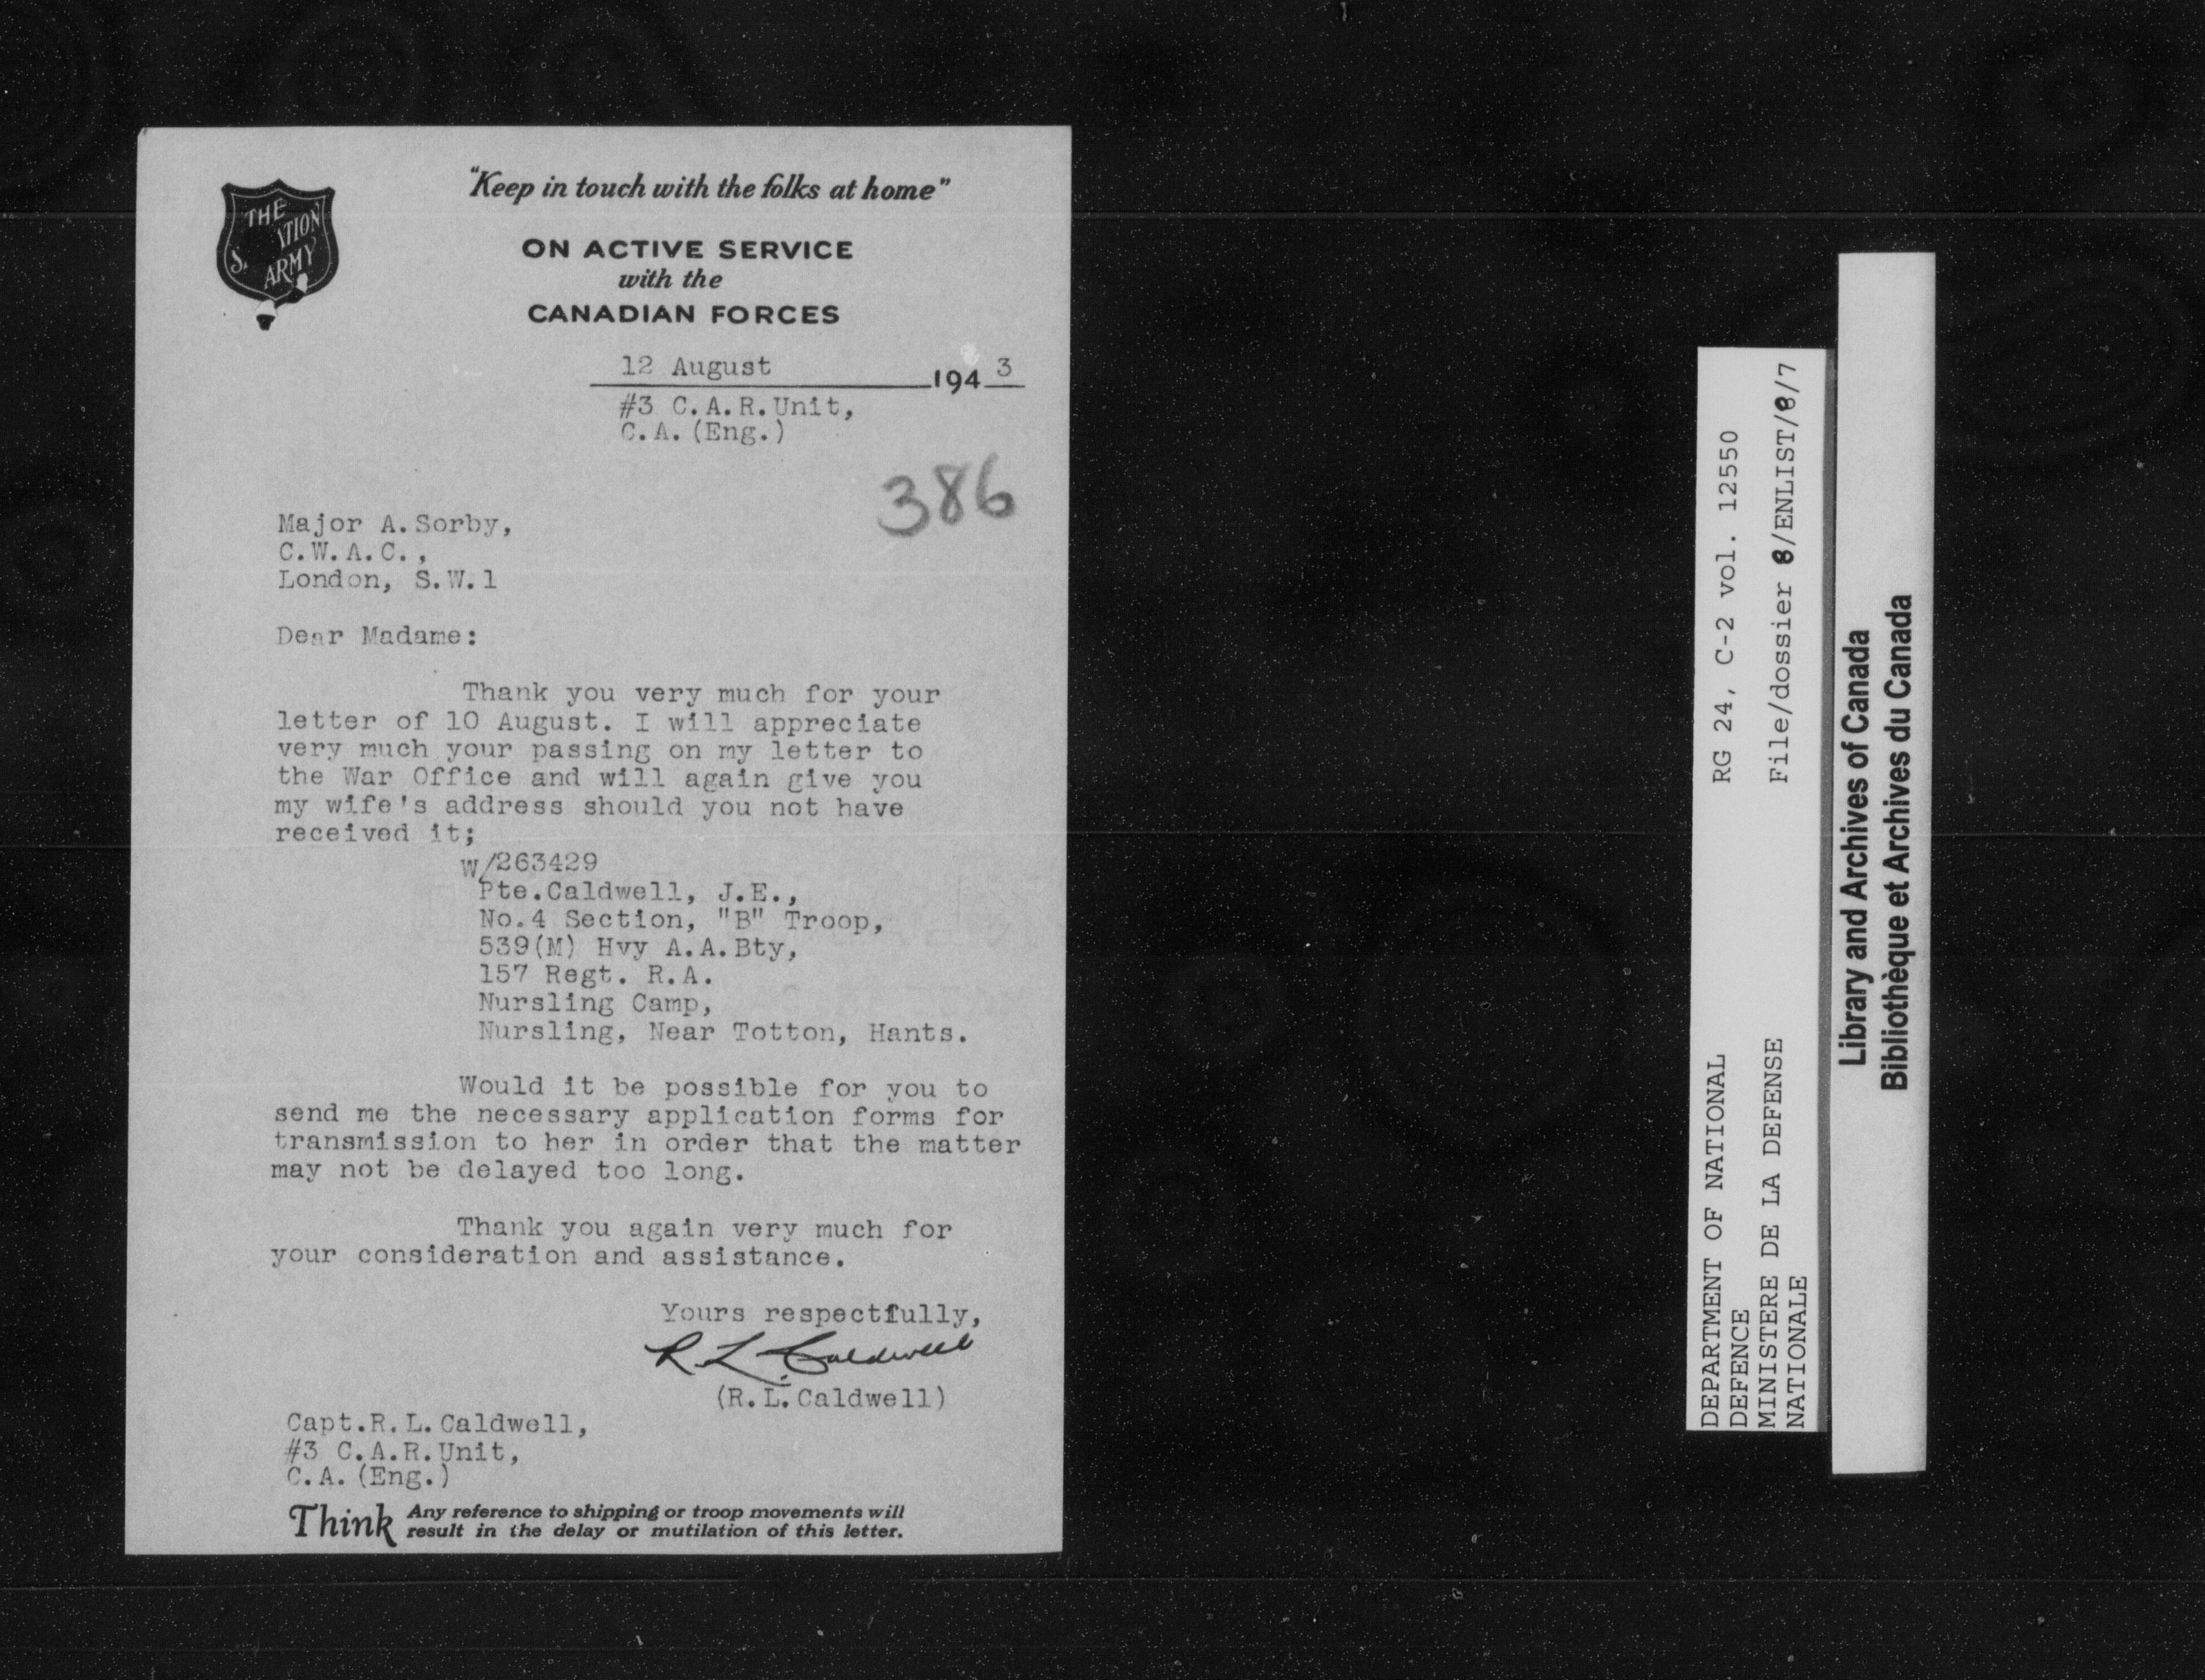 THE
S. ATION
ARMY
"Keep in touch with the folks at home"
ON ACTIVE SERVICE
with the
CANADIAN FORCES
12 August 1943
#3 C.A.R.Unit,
C.A.(Eng.)
386
Major A.Sorby,
C.W.A.C.,
London, S.W.1
Dear Madame:
Thank you very much for your
letter of 10 August. I will appreciate
very much your passing on my letter to
the War Office and will again give you
my wife's address should you not have
received it;
W/263429
Pte.Caldwell, J.E.,
No.4 Section, "B" Troop,
539(M) Hvy A.A.Bty,
157 Regt. R.A.
Nursling Camp,
Nursling, Near Totton, Hants.
Would it be possible for you to
send me the necessary application forms for
transmission to her in order that the matter
may not be delayed too long.
Thank you again very much for
your consideration and assistance.
Yours respectfully,
R L Caldwell
(R.L.Caldwell)
Capt.R.L.Caldwell,
#3 C.A.R.Unit,
C.A.(Eng.)
Think Any reference to shipping or troop movements will
result in the delay or mutilation of this letter.
DEPARTMENT OF NATIONAL
DEFENCE
MINISTERE DE LA DEFENSE
NATIONALE
RG 24, C-2 vol. 12550
File/dossier 8/ENLIST/8/7
Library and Archives of Canada
Bibliothèque et Archives du Canada